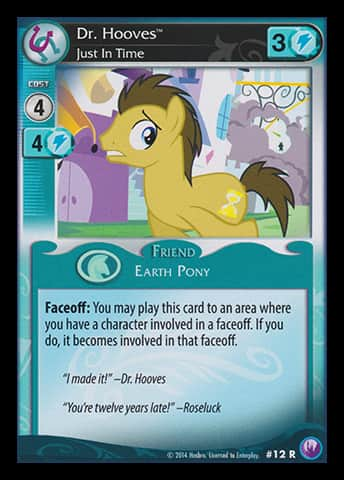 Dr. Hooves™
Just In Time
3
COST
4
4
FRIEND
EARTH PONY
Faceoff: You may play this card to an area where
you have a character involved in a faceoff. If you
do, it becomes involved in that faceoff.
“I made it!” –Dr. Hooves
“You’re twelve years late!” –Roseluck
© 2014 Hasbro. Licensed to Enterplay.
#12 R